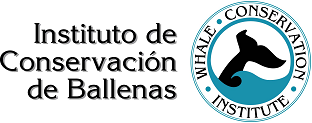 Instituto de
Conservación
de Ballenas
WHALE · CONSERVATION
· INSTITUTE ·